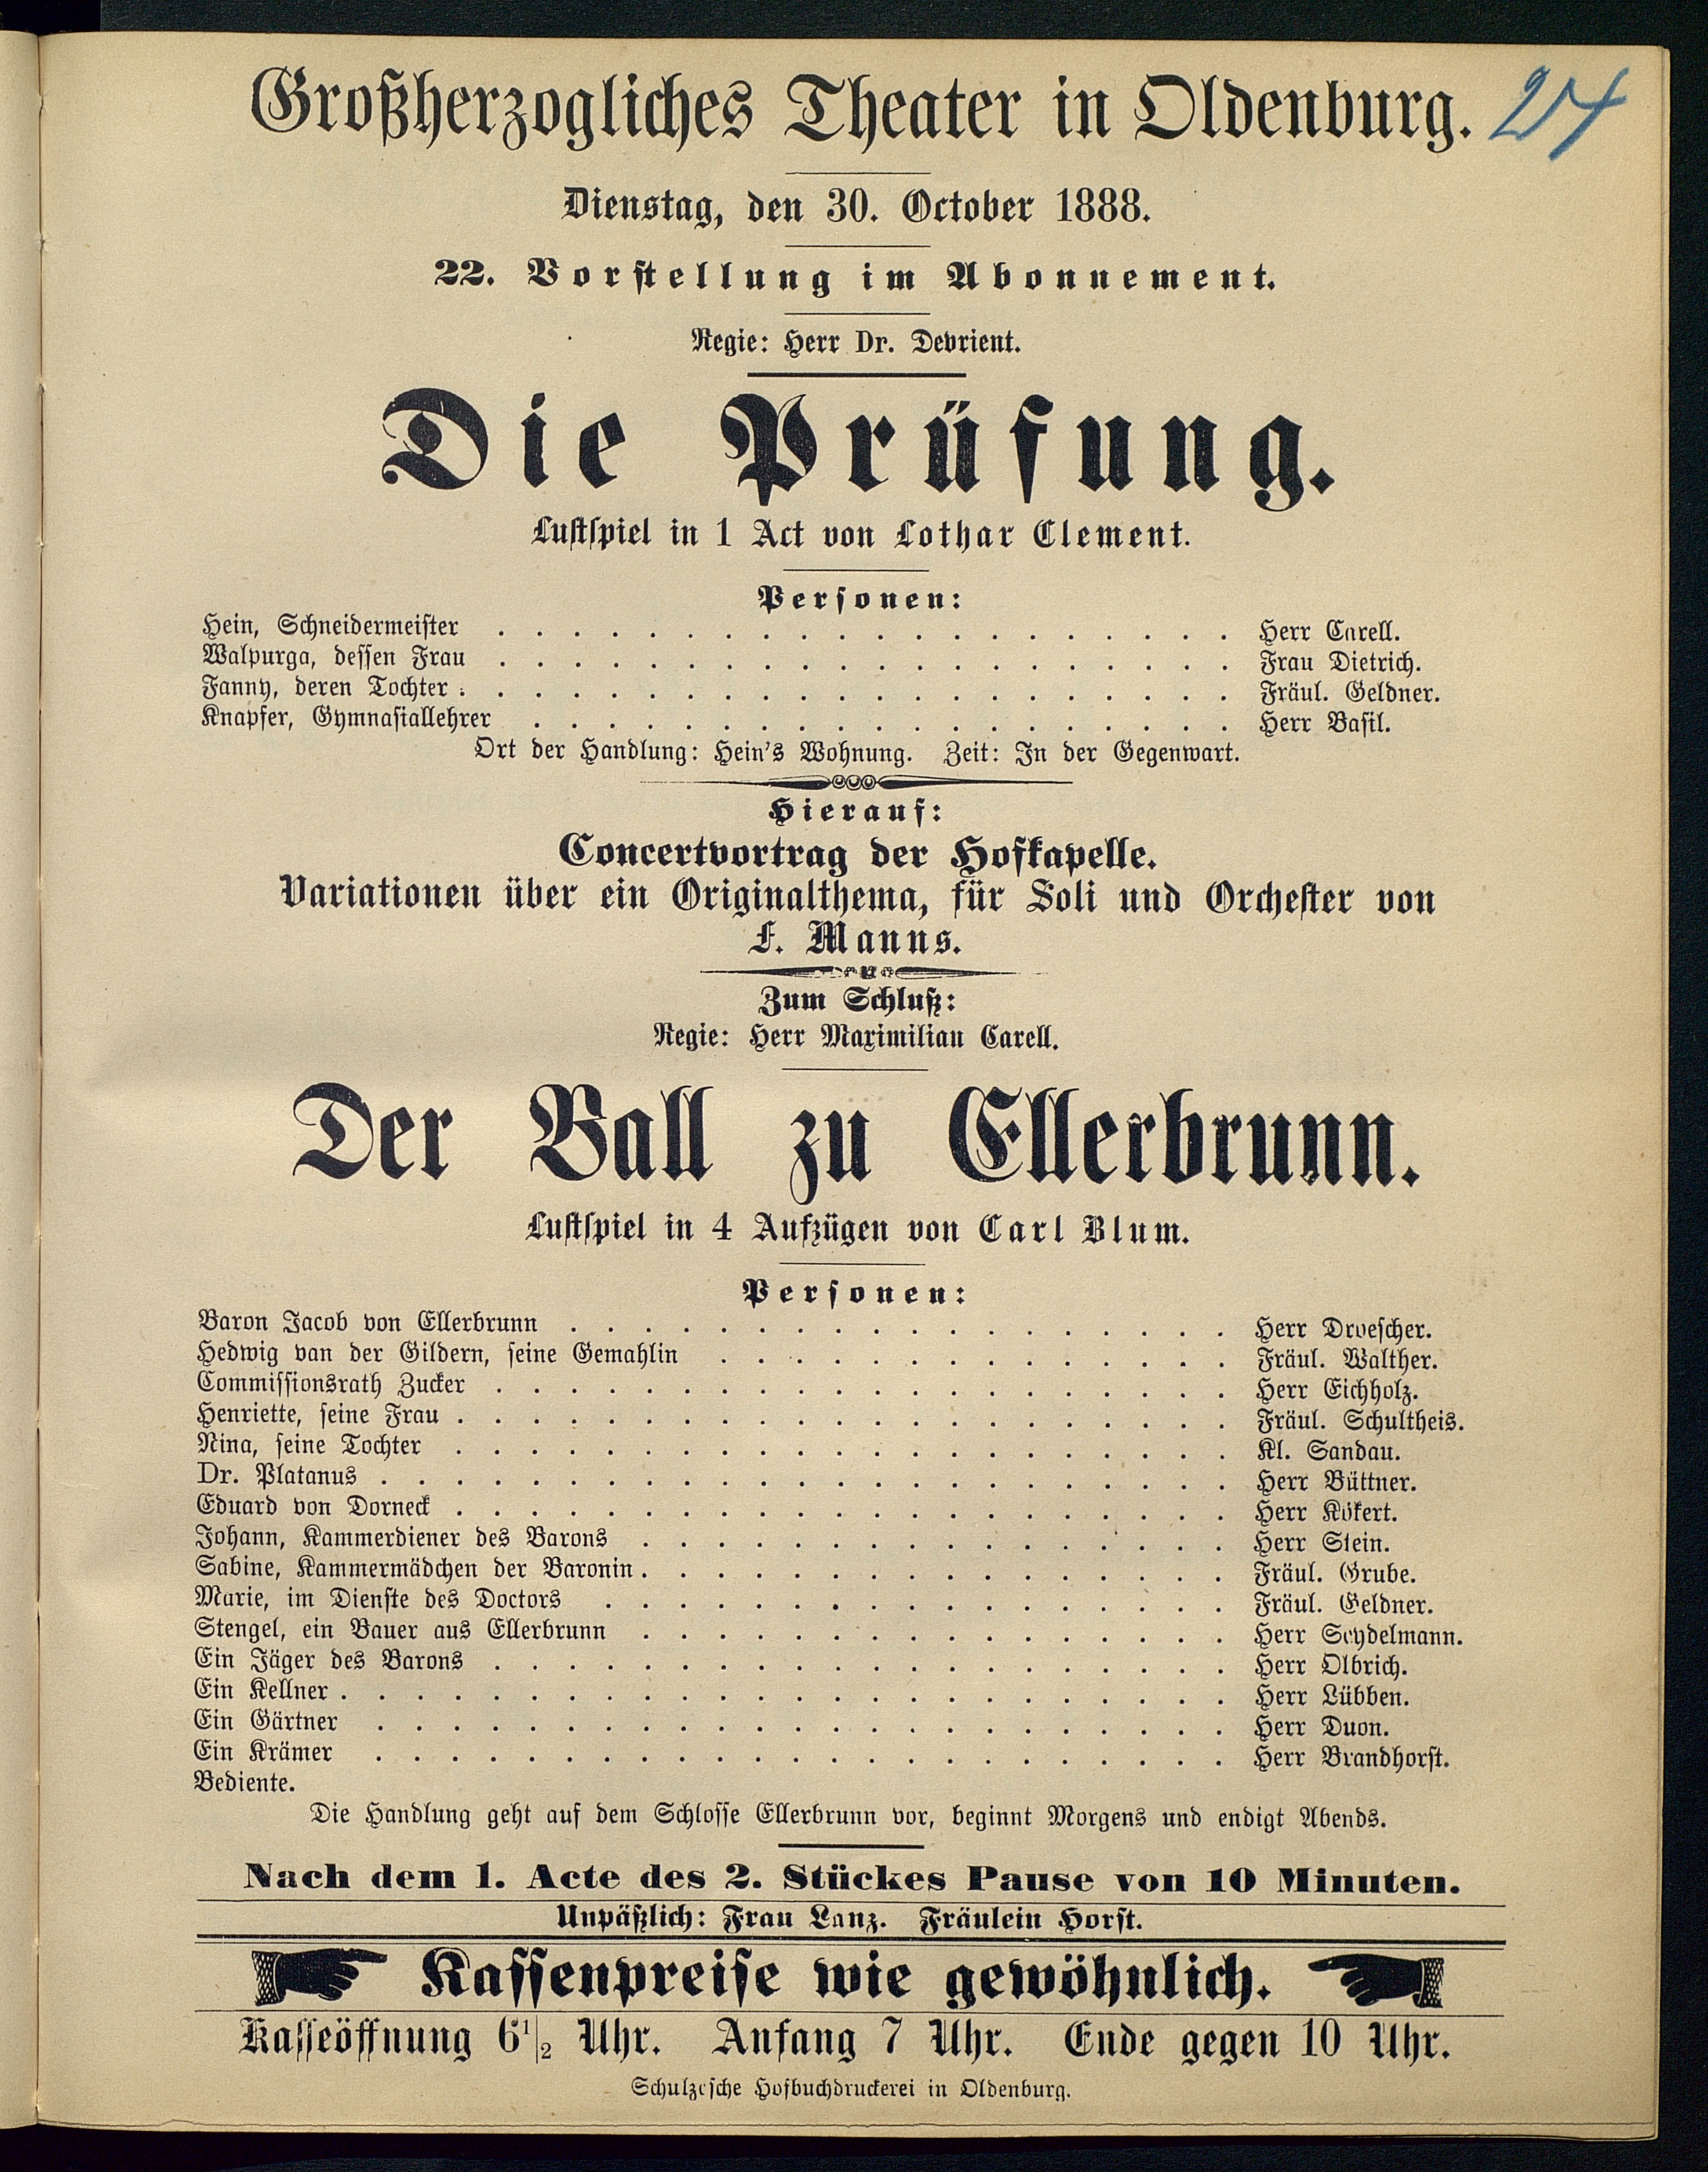 Großherzogliches Theater in Oldenburg.
Dienstag, den 30. October 1888.
22. Vorstellung im Abonnement.
Regie: Herr Dr. Devrient.
Die Prüfung.
Lustspiel in 1 Act von Lothar Clement.
Personen:
Hein, Schneidermeister . . . . . . . . . . . . . . . . . . . . Herr Carell.
Walpurga, dessen Frau . . . . . . . . . . . . . . . . . . . . Frau Dietrich.
Fanny, deren Tochter . . . . . . . . . . . . . . . . . . . . . Fräul. Geldner.
Knapfer, Gymnasiallehrer . . . . . . . . . . . . . . . . . . . Herr Basil.
Ort der Handlung: Hein's Wohnung. Zeit: In der Gegenwart.
Hierauf:
Concertvortrag der Hofkapelle.
Variationen über ein Originalthema, für Soli und Orchester von
F. Manns.
Zum Schluß:
Regie: Herr Maximilian Carell.
Der Ball zu Ellerbrunn.
Lustspiel in 4 Aufzügen von Carl Blum.
Personen:
Baron Jacob von Ellerbrunn . . . . . . . . . . . . . . . . . . Herr Droescher.
Hedwig van der Gildern, seine Gemahlin . . . . . . . . . . . . . . Fräul. Walther.
Commissionsrath Zucker . . . . . . . . . . . . . . . . . . . . Herr Eichholz.
Henriette, seine Frau . . . . . . . . . . . . . . . . . . . . . Fräul. Schultheis.
Nina, seine Tochter . . . . . . . . . . . . . . . . . . . . . Kl. Sandau.
Dr. Platanus . . . . . . . . . . . . . . . . . . . . . . . Herr Büttner.
Eduard von Dorneck . . . . . . . . . . . . . . . . . . . . . Herr Kökert.
Johann, Kammerdiener des Barons . . . . . . . . . . . . . . . . Herr Stein.
Sabine, Kammermädchen der Baronin . . . . . . . . . . . . . . . . Fräul. Grube.
Marie, im Dienste des Doctors . . . . . . . . . . . . . . . . . Fräul. Geldner.
Stengel, ein Bauer aus Ellerbrunn . . . . . . . . . . . . . . . . Herr Seydelmann.
Ein Jäger des Barons . . . . . . . . . . . . . . . . . . . . Herr Olbrich.
Ein Kellner . . . . . . . . . . . . . . . . . . . . . . . . Herr Lübben.
Ein Gärtner . . . . . . . . . . . . . . . . . . . . . . . Herr Duon.
Ein Krämer . . . . . . . . . . . . . . . . . . . . . . . Herr Brandhorst.
Bediente.
Die Handlung geht auf dem Schlosse Ellerbrunn vor, beginnt Morgens und endigt Abends.
Nach dem 1. Acte des 2. Stückes Pause von 10 Minuten.
Unpäßlich: Frau Lanz. Fräulein Horst.
Kassenpreise wie gewöhnlich.
Kasseöffnung 6 1/2 Uhr. Anfang 7 Uhr. Ende gegen 10 Uhr.
Schulzesche Hofbuchdruckerei in Oldenburg.